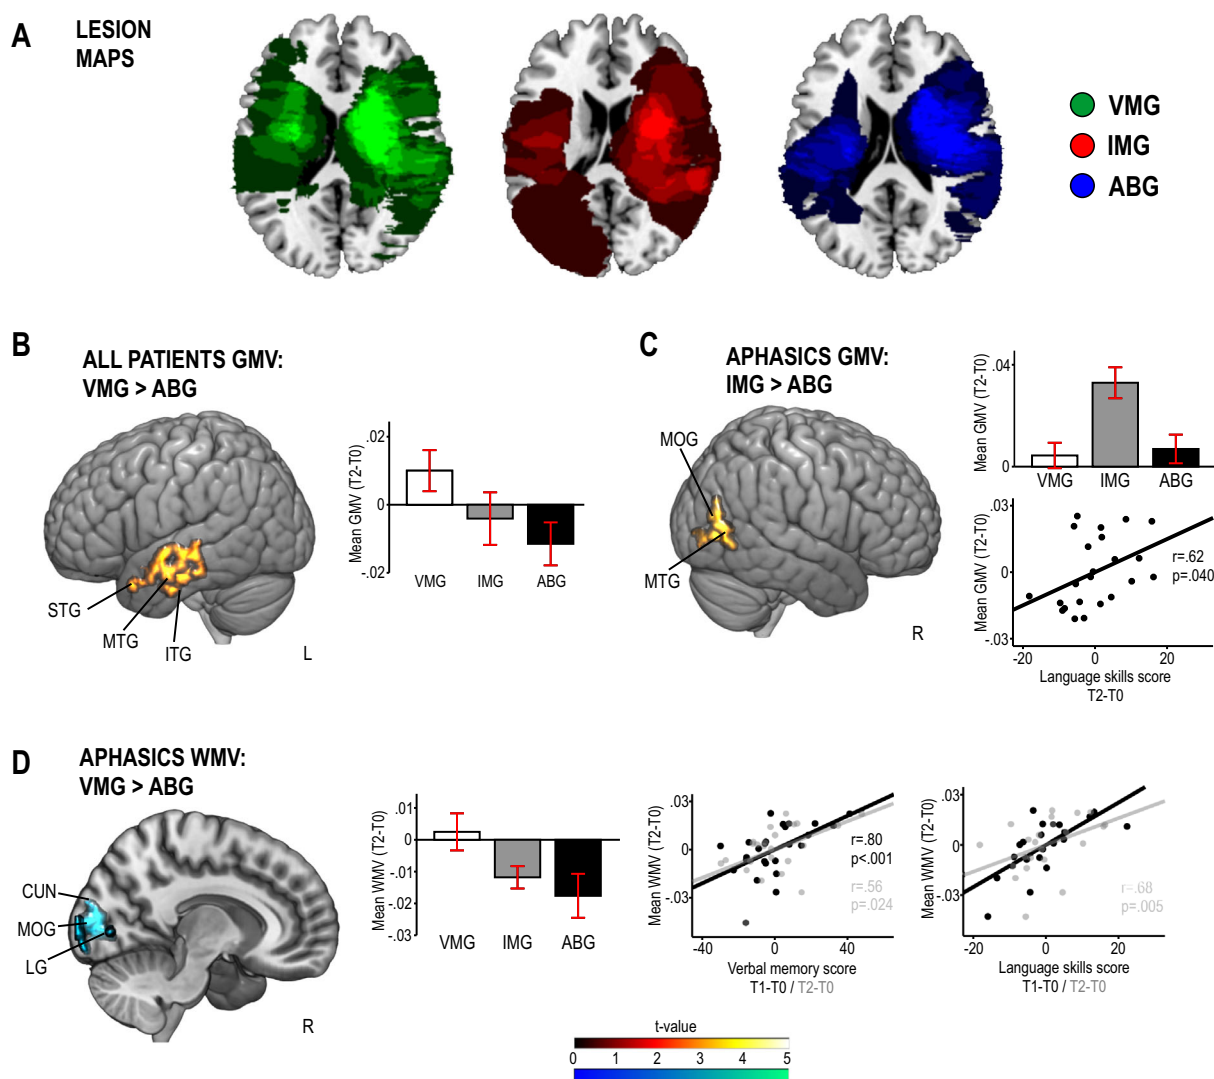 A
LESION
MAPS
VMG
IMG
ABG
B
ALL PATIENTS GMV:
VMG > ABG
STG
MTG
ITG
L
Mean GMV (T2-T0)
.02
0
-.02
VMG
IMG
ABG
C
APHASICS GMV:
IMG > ABG
MOG
MTG
R
Mean GMV (T2-T0)
.04
0
VMG
IMG
ABG
Mean GMV (T2-T0)
.03
0
-.03
r=.62
p=.040
-20
0
20
Language skills score
T2-T0
D
APHASICS WMV:
VMG > ABG
CUN
MOG
LG
R
Mean WMV (T2-T0)
.01
0
-.01
-.02
-.03
VMG
IMG
ABG
Mean WMV (T2-T0)
.03
0
-.03
r=.80
p<.001
r=.56
p=.024
-40
0
40
Verbal memory score
T1-T0 / T2-T0
Mean WMV (T2-T0)
.03
0
-.03
r=.68
p=.005
-20
0
20
Language skills score
T1-T0 / T2-T0
t-value
0
1
2
3
4
5